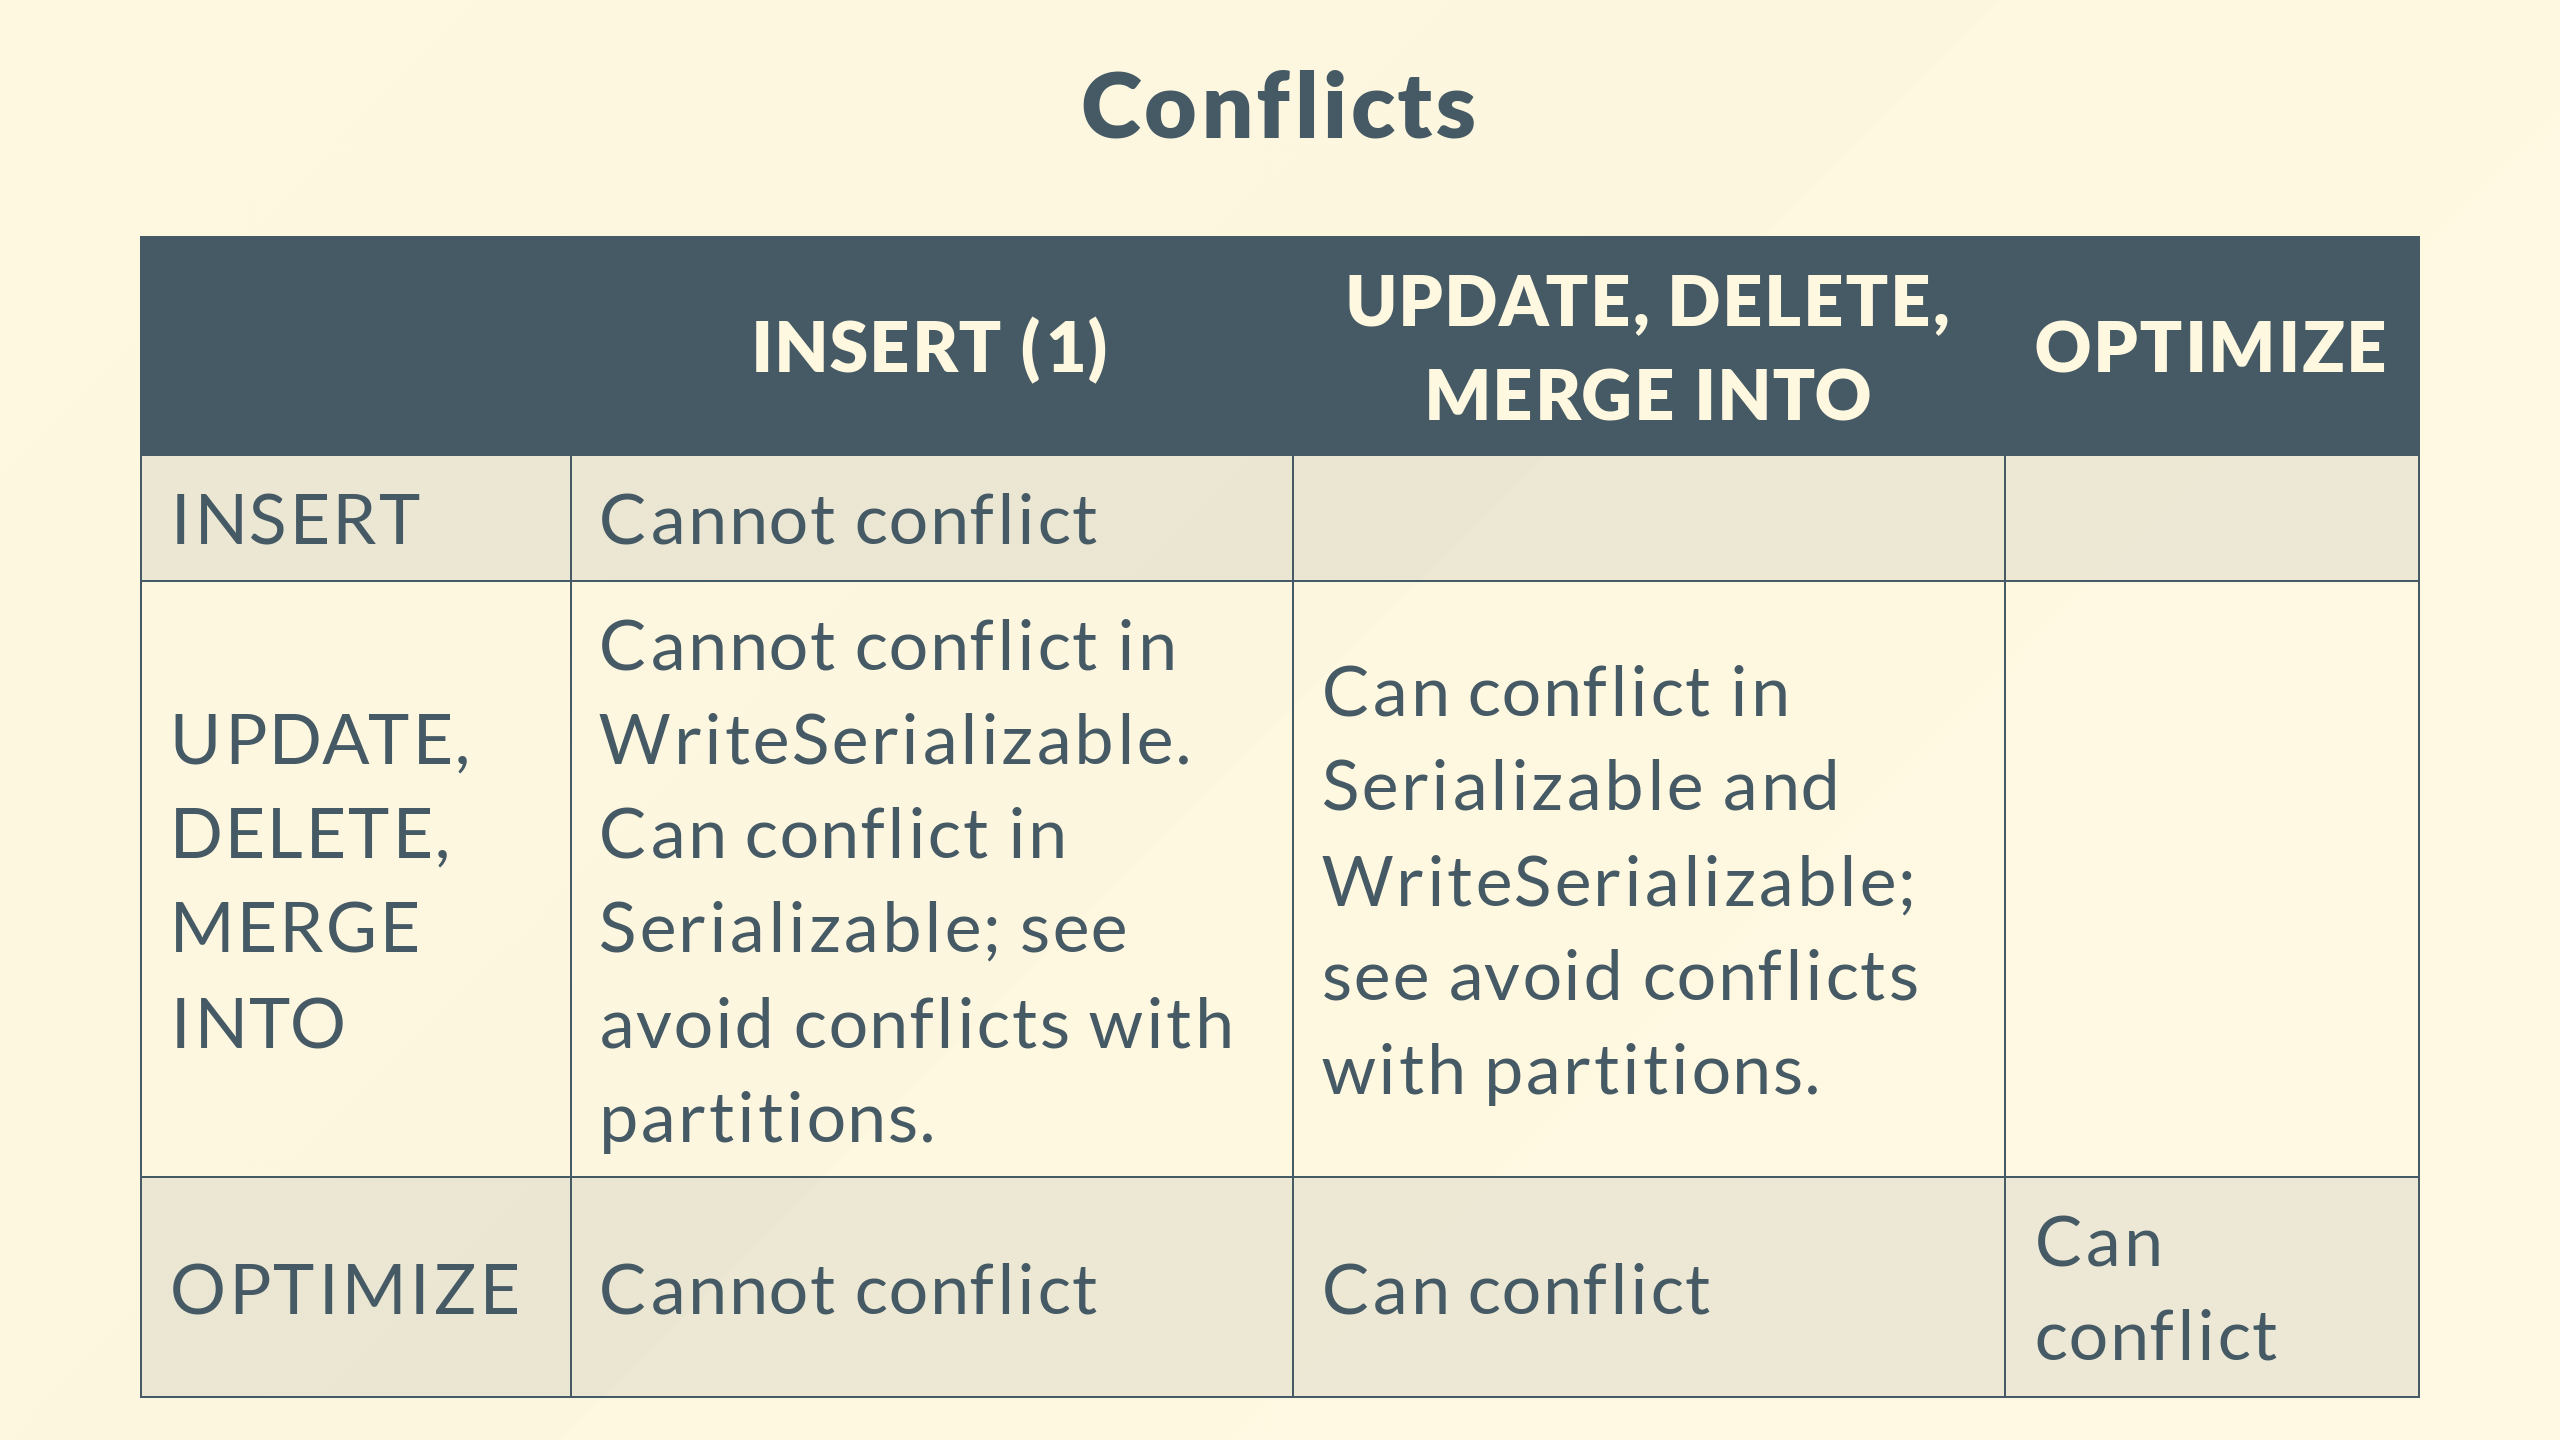 Conflicts
INSERT (1)
UPDATE, DELETE,
MERGE INTO
OPTIMIZE
INSERT
Cannot conflict
UPDATE,
DELETE,
MERGE
INTO
Cannot conflict in
WriteSerializable.
Can conflict in
Serializable; see
avoid conflicts with
partitions.
Can conflict in
Serializable and
WriteSerializable;
see avoid conflicts
with partitions.
OPTIMIZE
Cannot conflict
Can conflict
Can
conflict